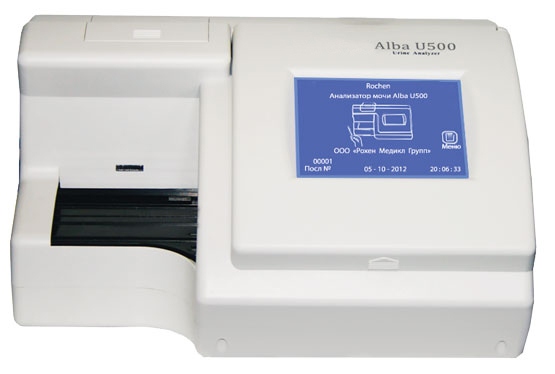 Alba U500
Urine Analyzer
Rochen
Анализатор мочи Alba U500
Меню
ООО «Рохен Медикл Групп»
00001
Посл № 05 - 10 - 2012 20 : 06 : 33